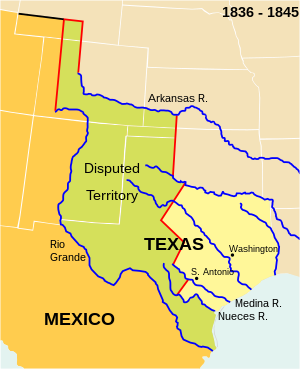 1836 - 1845
Arkansas R.
Disputed
Territory
Rio
Grande
TEXAS
Washington
S. Antonio
Medina R.
Nueces R.
MEXICO